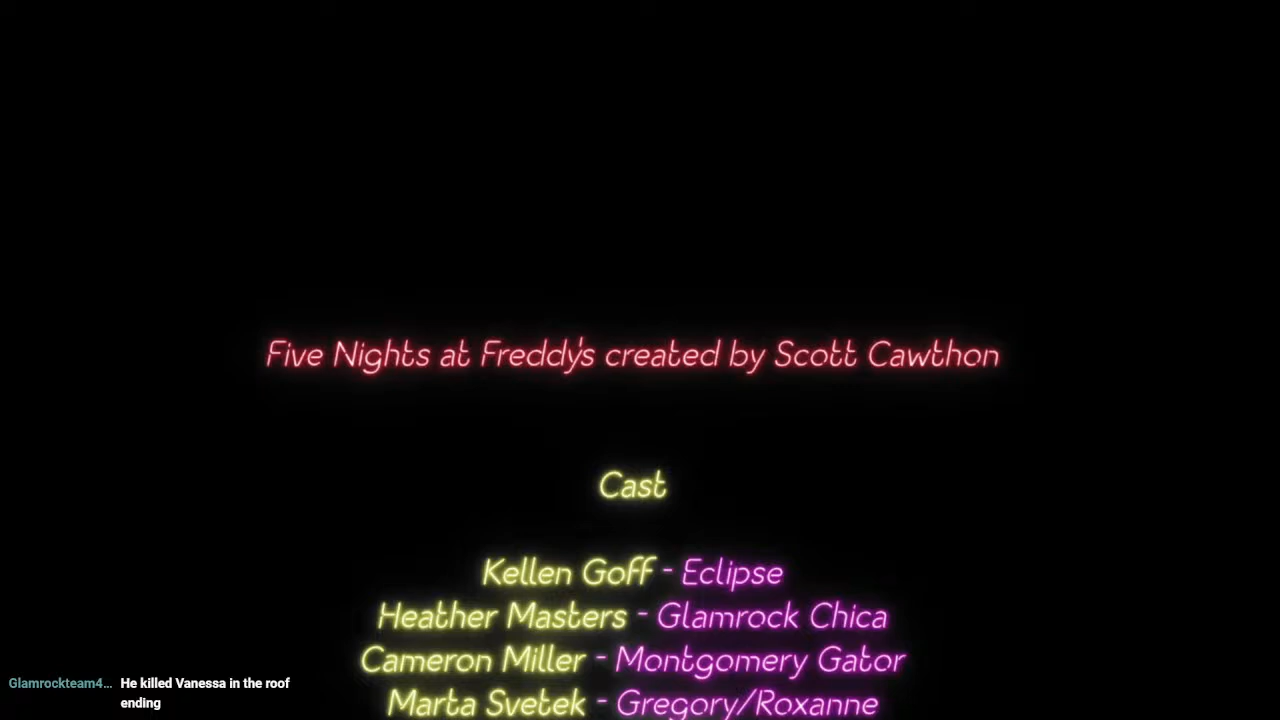 Five Nights at Freddy's created by Scott Cawthon
Cast
Kellen Goff - Eclipse
Heather Masters - Glamrock Chica
Cameron Miller - Montgomery Gator
Marta Svetek - Gregory/Roxanne
Glamrockteam4... He killed Vanessa in the roof
ending